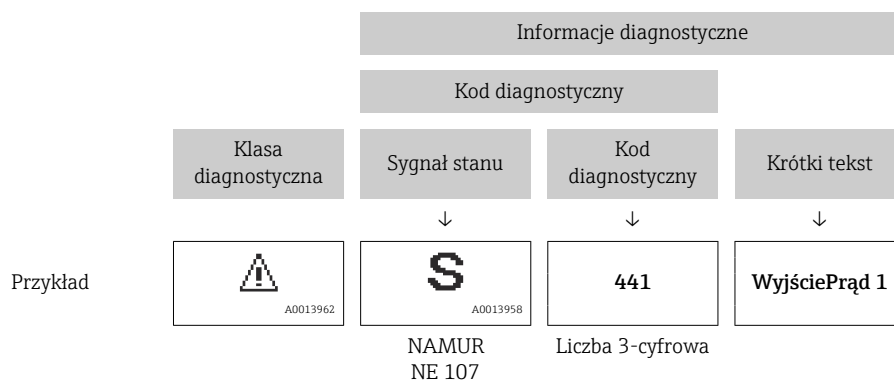 Informacje diagnostyczne
Kod diagnostyczny
Klasa
diagnostyczna
Sygnał stanu
Kod
diagnostyczny
Krótki tekst
↓ ↓ ↓
Przykład
⚠
A0013962
S
A0013958
441
WyjściePrąd 1
NAMUR
NE 107
Liczba 3-cyfrowa